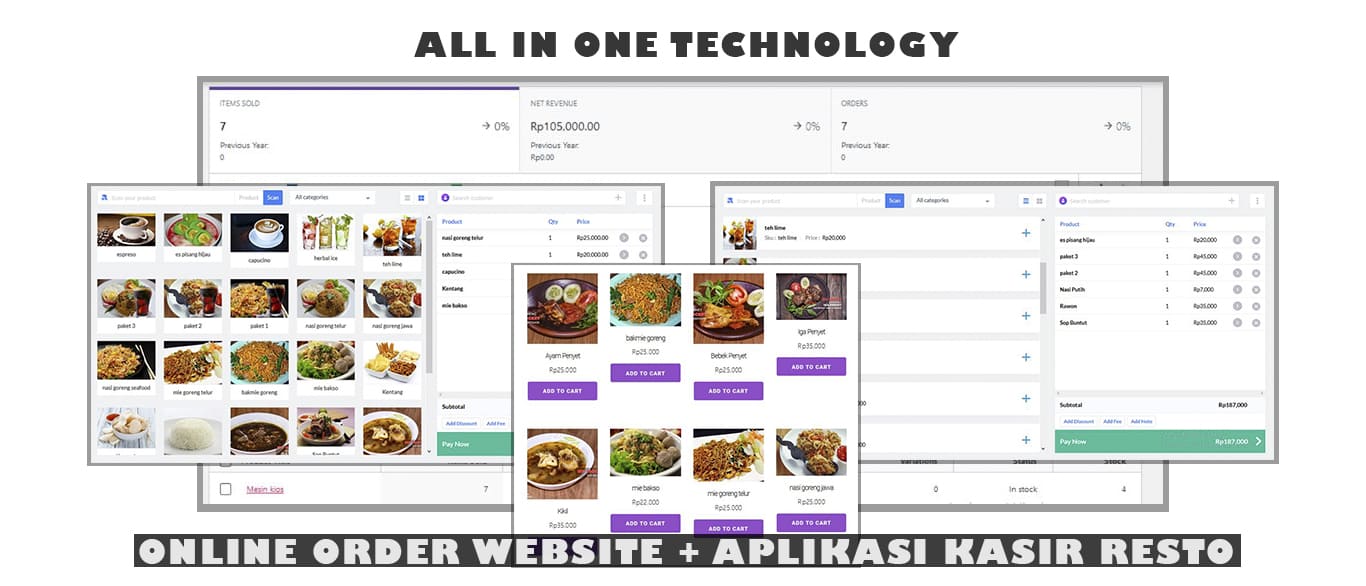 ALL IN ONE TECHNOLOGY
ITEMS SOLD
7
→ 0%
Previous Year:
0
NET REVENUE
Rp105,000.00
→ 0%
Previous Year:
Rp0.00
ORDERS
7
→ 0%
Previous Year:
0
Scan your product
Product
Scan
All categories
Search customer
espreso
es pisang hijau
capucino
herbal ice
teh lime
paket 3
paket 2
paket 1
nasi goreng telur
nasi goreng jawa
nasi goreng seafood
mie goreng telur
bakmie goreng
mie bakso
Kentang
Sop Buntut
Product Qty Price
nasi goreng telur 1 Rp25,000.00
teh lime 1 Rp20,000.00
capucino
Kentang
mie bakso
Subtotal
Add Discount Add Fee
Pay Now
Ayam Penyet
Rp25.000
ADD TO CART
bakmie goreng
Rp25.000
ADD TO CART
Bebek Penyet
Rp25.000
ADD TO CART
Iga Penyet
Rp35.000
ADD TO CART
Kikil
Rp35.000
mie bakso
Rp22.000
ADD TO CART
mie goreng telur
Rp25.000
ADD TO CART
nasi goreng jawa
Rp25.000
ADD TO CART
Scan your product
Product
Scan
All categories
Search customer
teh lime
Sku : teh lime Price : Rp20,000
Product Qty Price
es pisang hijau 1 Rp20,000
paket 3 1 Rp45,000
paket 2 1 Rp45,000
Nasi Putih 1 Rp7,000
Rawon 1 Rp35,000
Sop Buntut 1 Rp35,000
Subtotal Rp187,000
Add Discount Add Fee Add Note
Pay Now Rp187,000
Variations Status Stock
Mesin kios 7 0 In stock 4
ONLINE ORDER WEBSITE + APLIKASI KASIR RESTO